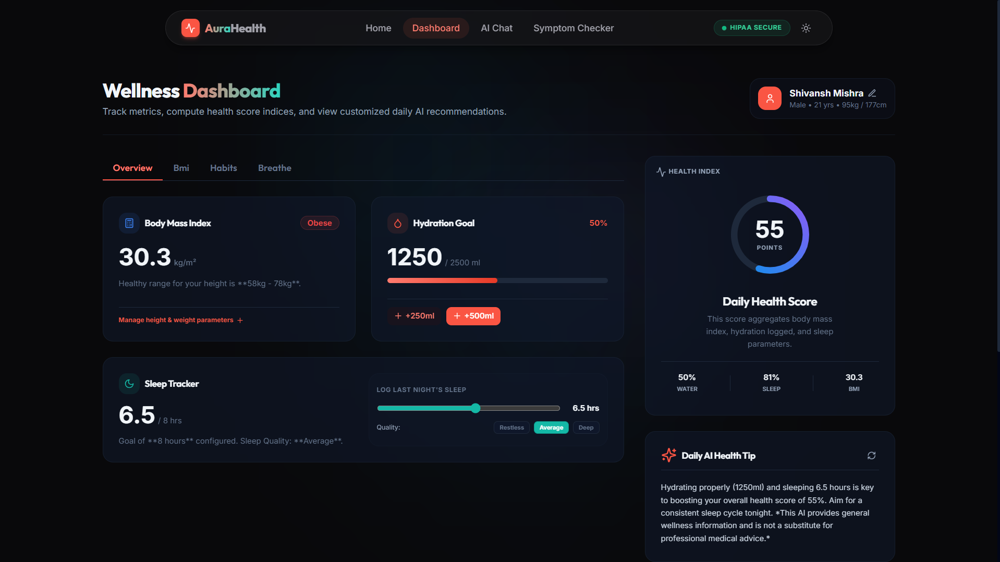 AuraHealth
Home
Dashboard
AI Chat
Symptom Checker
HIPAA SECURE
Wellness Dashboard
Track metrics, compute health score indices, and view customized daily AI recommendations.
Shivansh Mishra
Male • 21 yrs • 95kg / 177cm
Overview
Bmi
Habits
Breathe
Body Mass Index
Obese
30.3 kg/m²
Healthy range for your height is **58kg - 78kg**.
Manage height & weight parameters
Hydration Goal
50%
1250 / 2500 ml
+250ml
+500ml
Sleep Tracker
6.5 / 8 hrs
Goal of **8 hours** configured. Sleep Quality: **Average**.
LOG LAST NIGHT'S SLEEP
6.5 hrs
Quality:
Restless
Average
Deep
HEALTH INDEX
55
POINTS
Daily Health Score
This score aggregates body mass
index, hydration logged, and sleep
parameters.
50%
WATER
81%
SLEEP
30.3
BMI
Daily AI Health Tip
Hydrating properly (1250ml) and sleeping 6.5 hours is key
to boosting your overall health score of 55%. Aim for a
consistent sleep cycle tonight. *This AI provides general
wellness information and is not a substitute for
professional medical advice.*